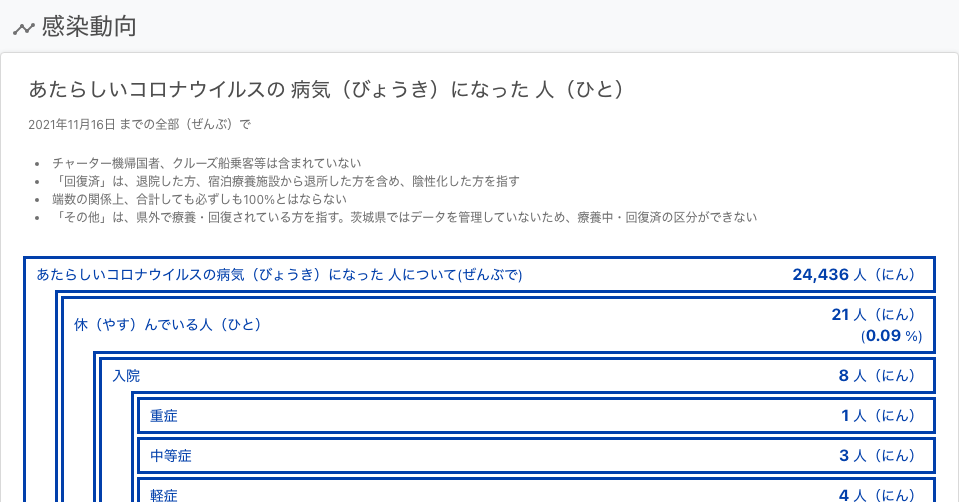 感染動向
あたらしいコロナウイルスの 病気（びょうき）になった 人（ひと）
2021年11月16日 までの全部（ぜんぶ）で
• チャーター機帰国者、クルーズ船乗客等は含まれていない
• 「回復済」は、退院した方、宿泊療養施設から退所した方を含め、陰性化した方を指す
• 端数の関係上、合計しても必ずしも100%とはならない
• 「その他」は、県外で療養・回復されている方を指す。茨城県ではデータを管理していないため、療養中・回復済の区分ができない
あたらしいコロナウイルスの病気（びょうき）になった 人について(ぜんぶで) 24,436 人（にん）
休（やす）んでいる人（ひと） 21 人（にん）
(0.09 %)
入院 8 人（にん）
重症 1 人（にん）
中等症 3 人（にん）
軽症 4 人（にん）